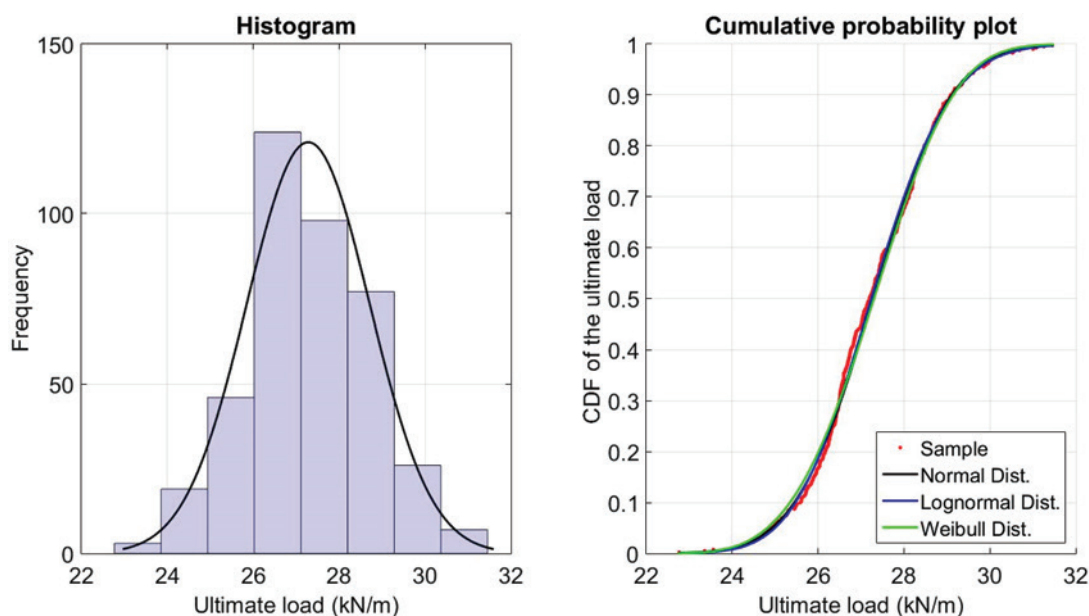 Histogram
150
100
50
0
Frequency
22 24 26 28 30 32
Ultimate load (kN/m)
Cumulative probability plot
1
0.9
0.8
0.7
0.6
0.5
0.4
0.3
0.2
0.1
0
CDF of the ultimate load
Sample
Normal Dist.
Lognormal Dist.
Weibull Dist.
22 24 26 28 30 32
Ultimate load (kN/m)